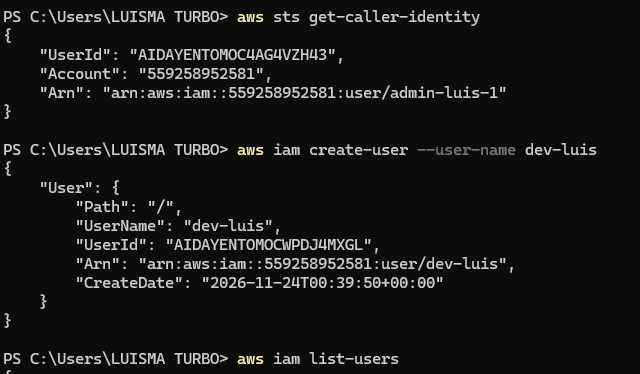 PS C:\Users\LUISMA TURBO> aws sts get-caller-identity
{
    "UserId": "AIDAYENTOMOC4AG4VZH43",
    "Account": "559258952581",
    "Arn": "arn:aws:iam::559258952581:user/admin-luis-1"
}
PS C:\Users\LUISMA TURBO> aws iam create-user --user-name dev-luis
{
    "User": {
        "Path": "/",
        "UserName": "dev-luis",
        "UserId": "AIDAYENTOMOCWPDJ4MXGL",
        "Arn": "arn:aws:iam::559258952581:user/dev-luis",
        "CreateDate": "2026-11-24T00:39:50+00:00"
    }
}
PS C:\Users\LUISMA TURBO> aws iam list-users
{